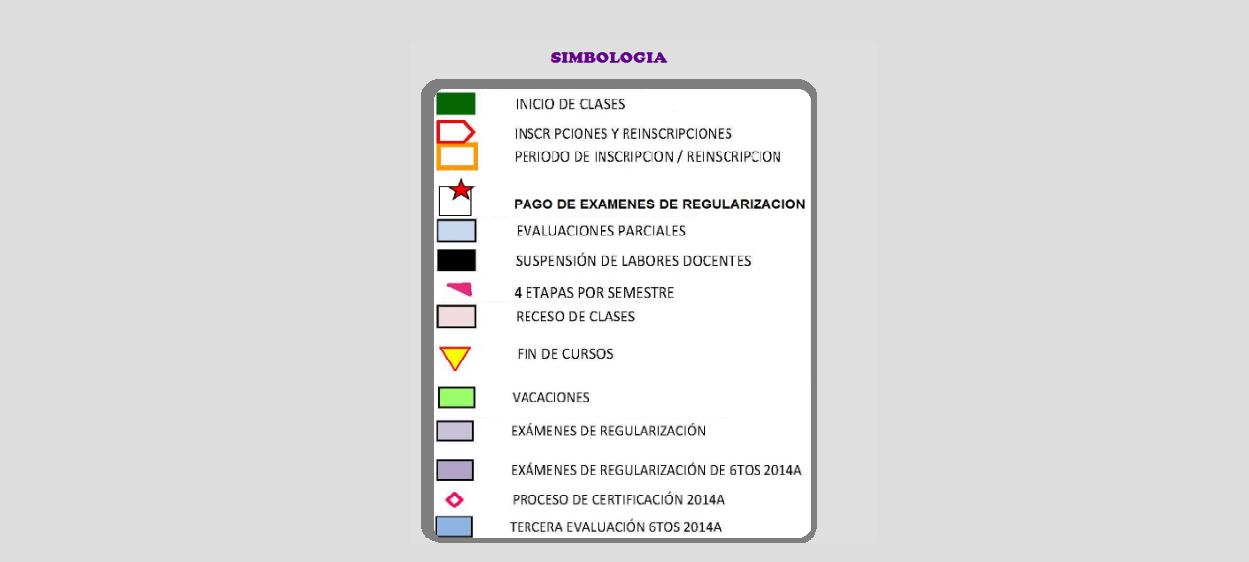 SIMBOLOGIA
INICIO DE CLASES
INSCR PCIONES Y REINSCRIPCIONES
PERIODO DE INSCRIPCION / REINSCRIPCION
PAGO DE EXAMENES DE REGULARIZACION
EVALUACIONES PARCIALES
SUSPENSIÓN DE LABORES DOCENTES
4 ETAPAS POR SEMESTRE
RECESO DE CLASES
FIN DE CURSOS
VACACIONES
EXÁMENES DE REGULARIZACIÓN
EXÁMENES DE REGULARIZACIÓN DE 6TOS 2014A
PROCESO DE CERTIFICACIÓN 2014A
TERCERA EVALUACIÓN 6TOS 2014A